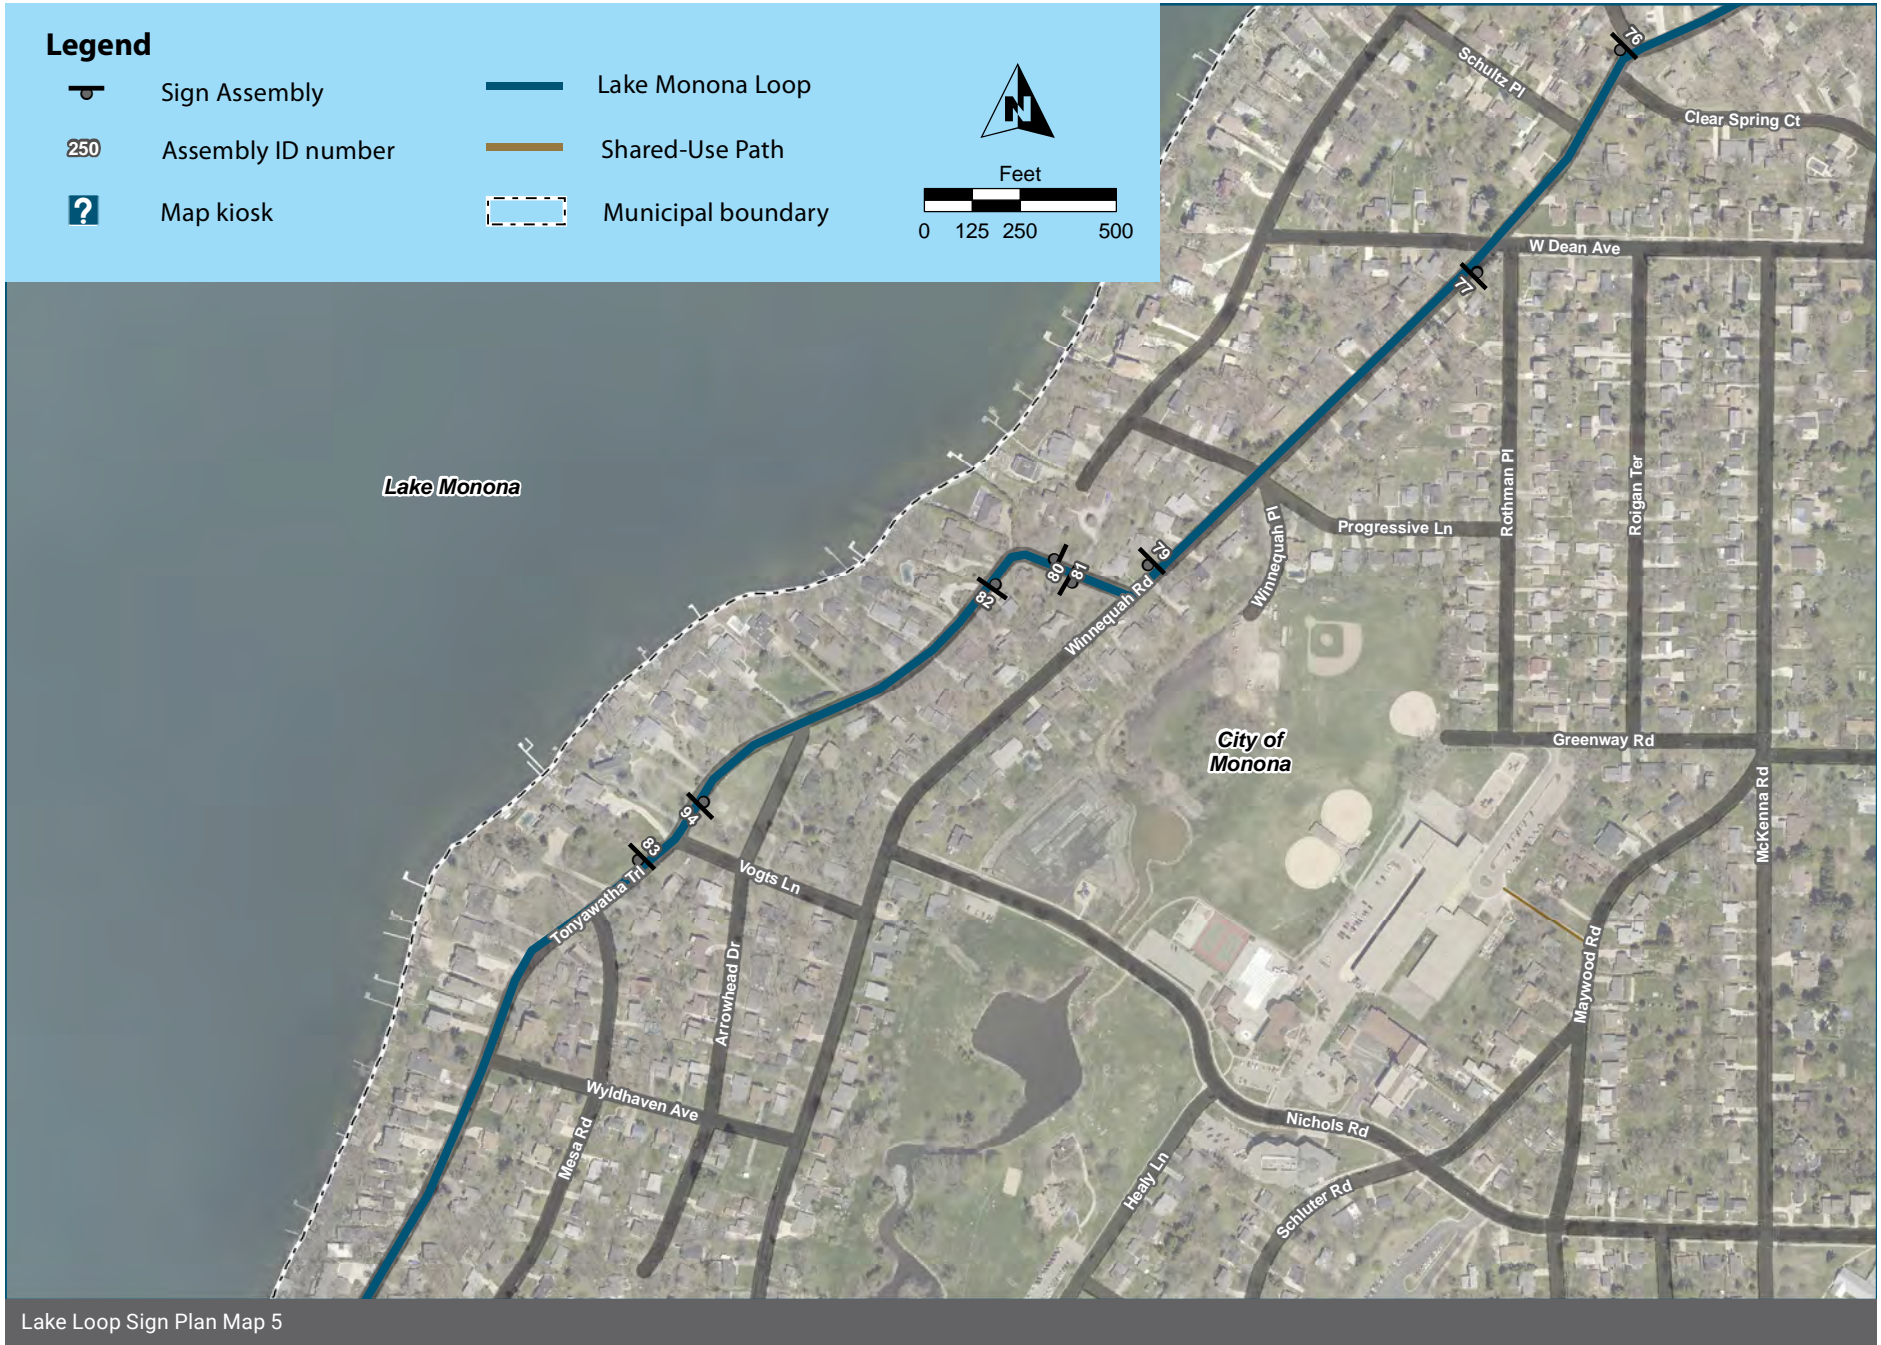 Legend
Sign Assembly
250
Assembly ID number
?
Map kiosk
Lake Monona Loop
Shared-Use Path
Municipal boundary
N
Feet
0 125 250 500
76
Schultz Pl
Clear Spring Ct
W Dean Ave
77
Lake Monona
Rothman Pl
Roigan Ter
Progressive Ln
Winnequah Pl
79
80
81
82
Winnequah Rd
City of
Monona
Greenway Rd
McKenna Rd
94
83
Vogts Ln
Tonyawatha Trl
Arrowhead Dr
Maywood Rd
Wyldhaven Ave
Mesa Rd
Nichols Rd
Healy Ln
Schluter Rd
Lake Loop Sign Plan Map 5